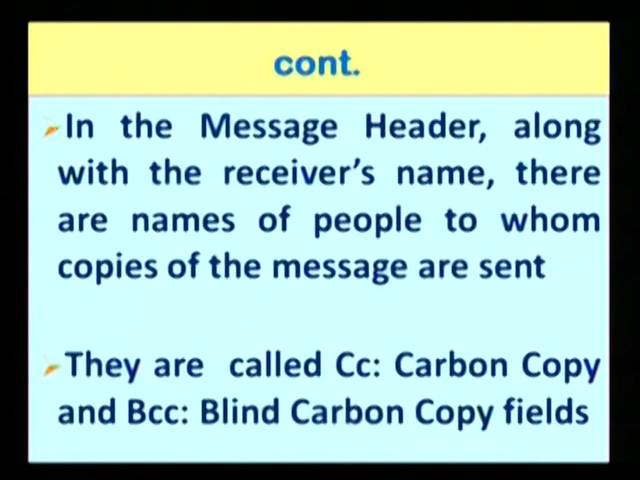 cont.
In the Message Header, along
with the receiver's name, there
are names of people to whom
copies of the message are sent
They are called Cc: Carbon Copy
and Bcc: Blind Carbon Copy fields